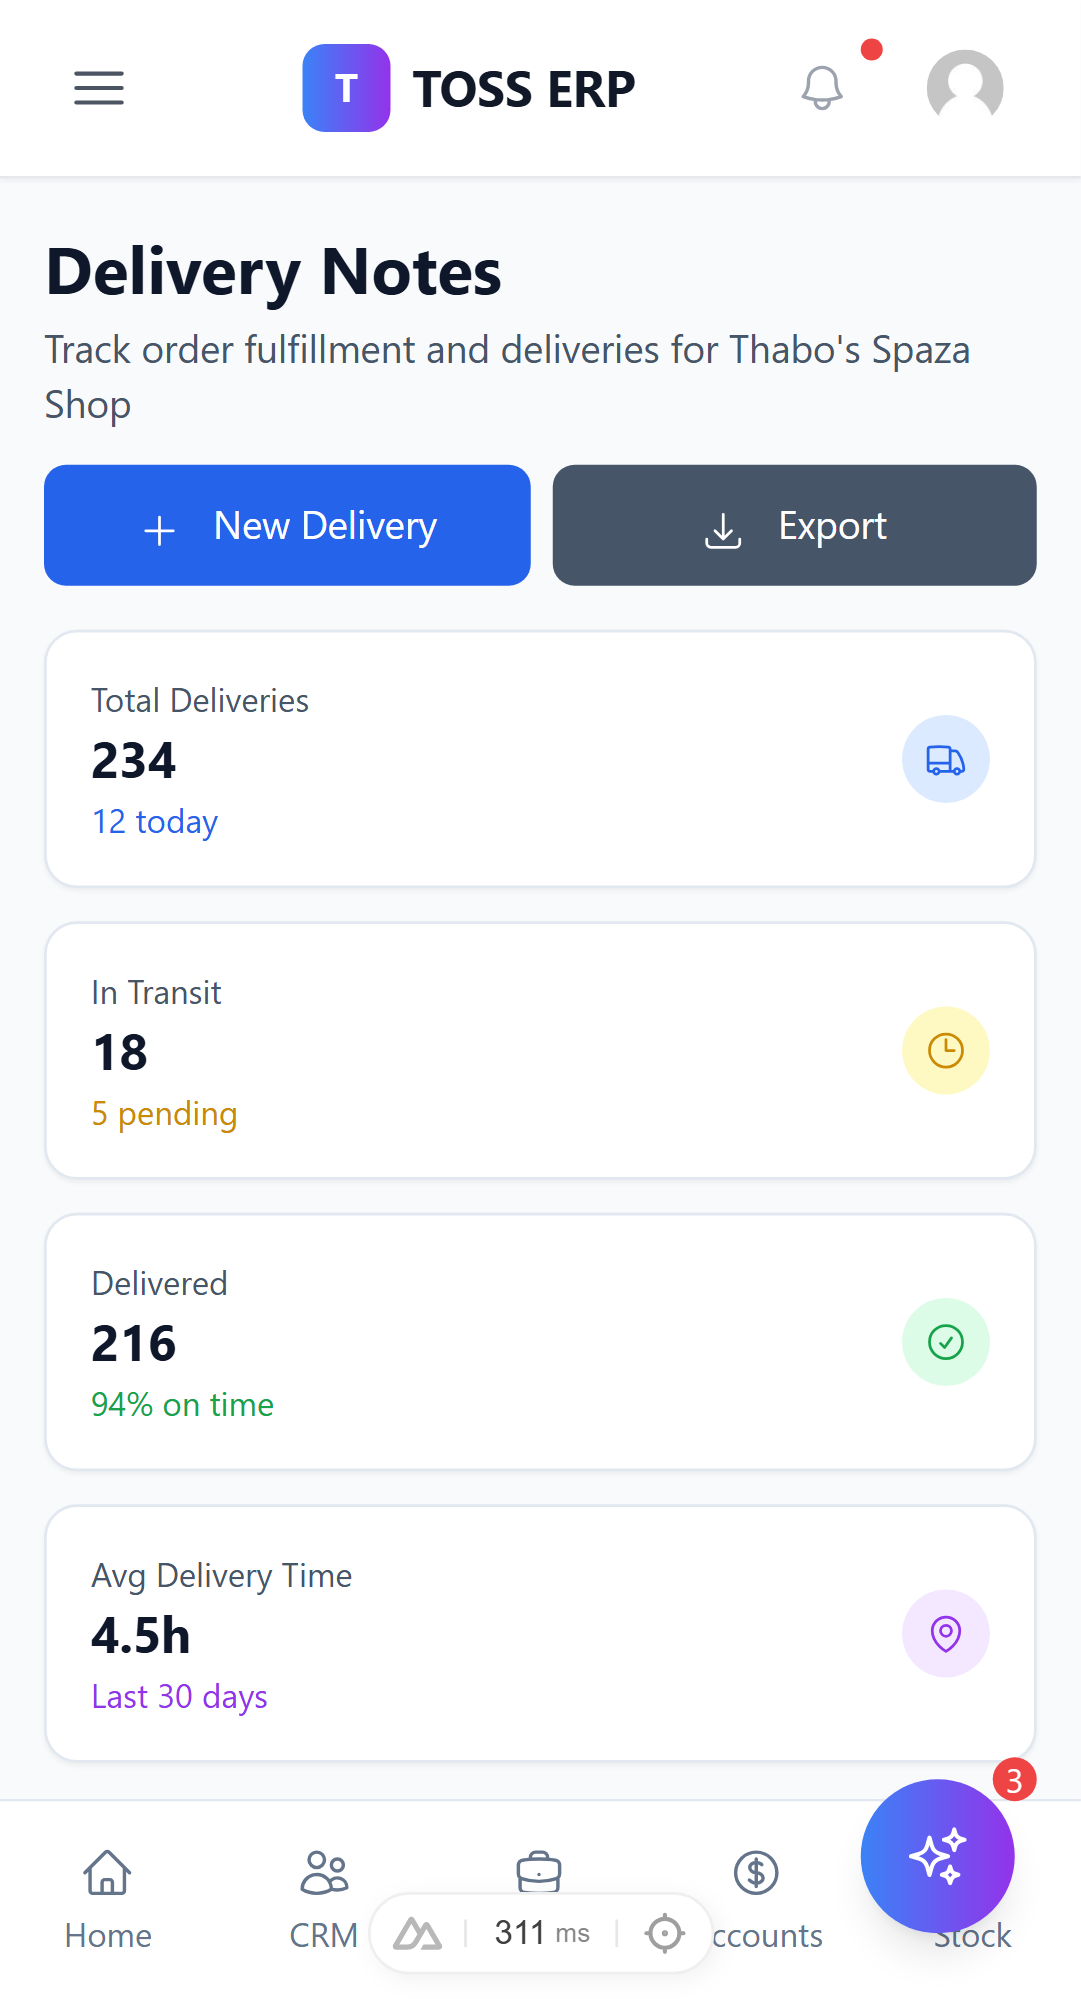 T TOSS ERP
Delivery Notes
Track order fulfillment and deliveries for Thabo's Spaza
Shop
New Delivery
Export
Total Deliveries
234
12 today
In Transit
18
5 pending
Delivered
216
94% on time
Avg Delivery Time
4.5h
Last 30 days
3
Home
CRM
ccounts
Stock
311 ms